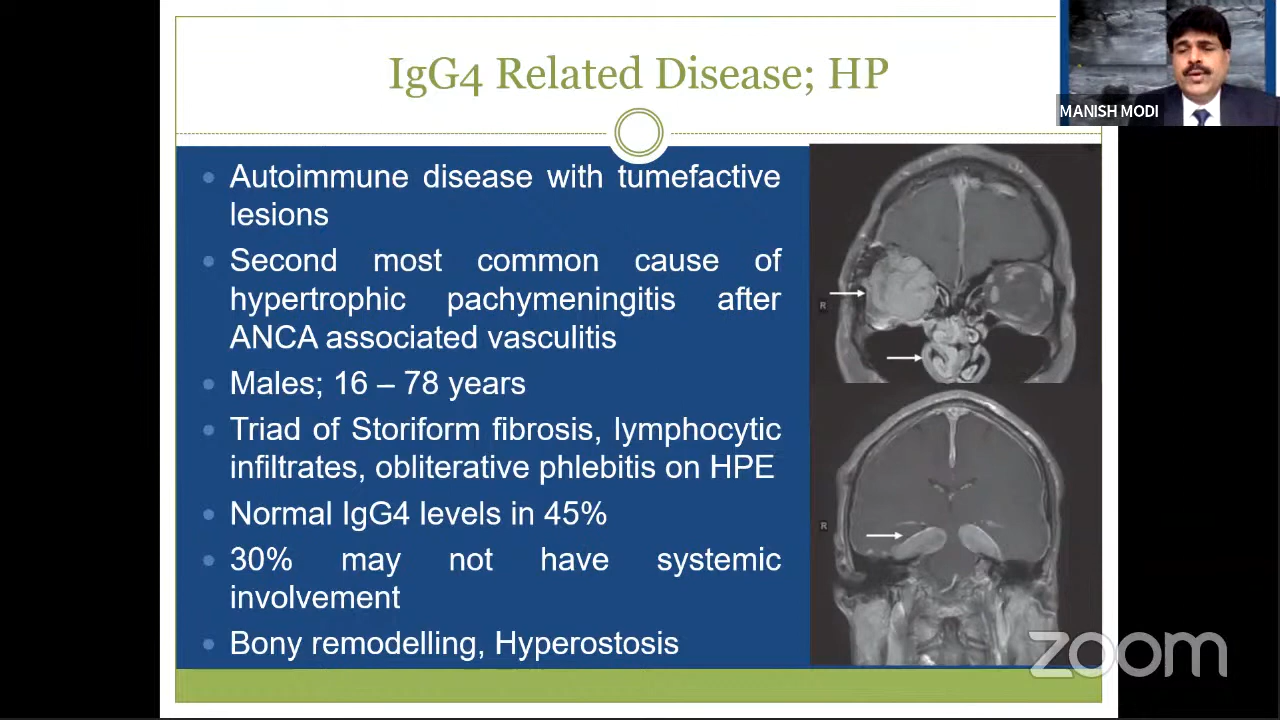 IgG4 Related Disease; HP
MANISH MODI
Autoimmune disease with tumefactive
lesions
Second most common cause of
hypertrophic pachymeningitis after
ANCA associated vasculitis
Males; 16 – 78 years
Triad of Storiform fibrosis, lymphocytic
infiltrates, obliterative phlebitis on HPE
Normal IgG4 levels in 45%
30% may not have systemic
involvement
Bony remodelling, Hyperostosis
R
R
zoom